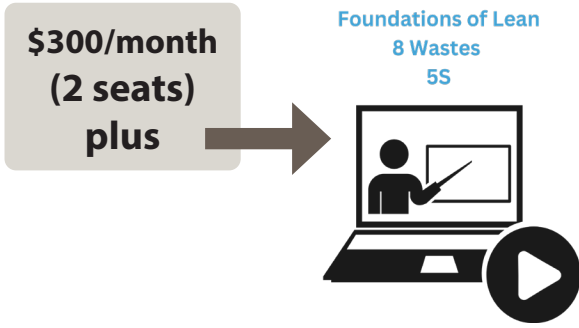 $300/month
(2 seats)
plus
Foundations of Lean
8 Wastes
5S